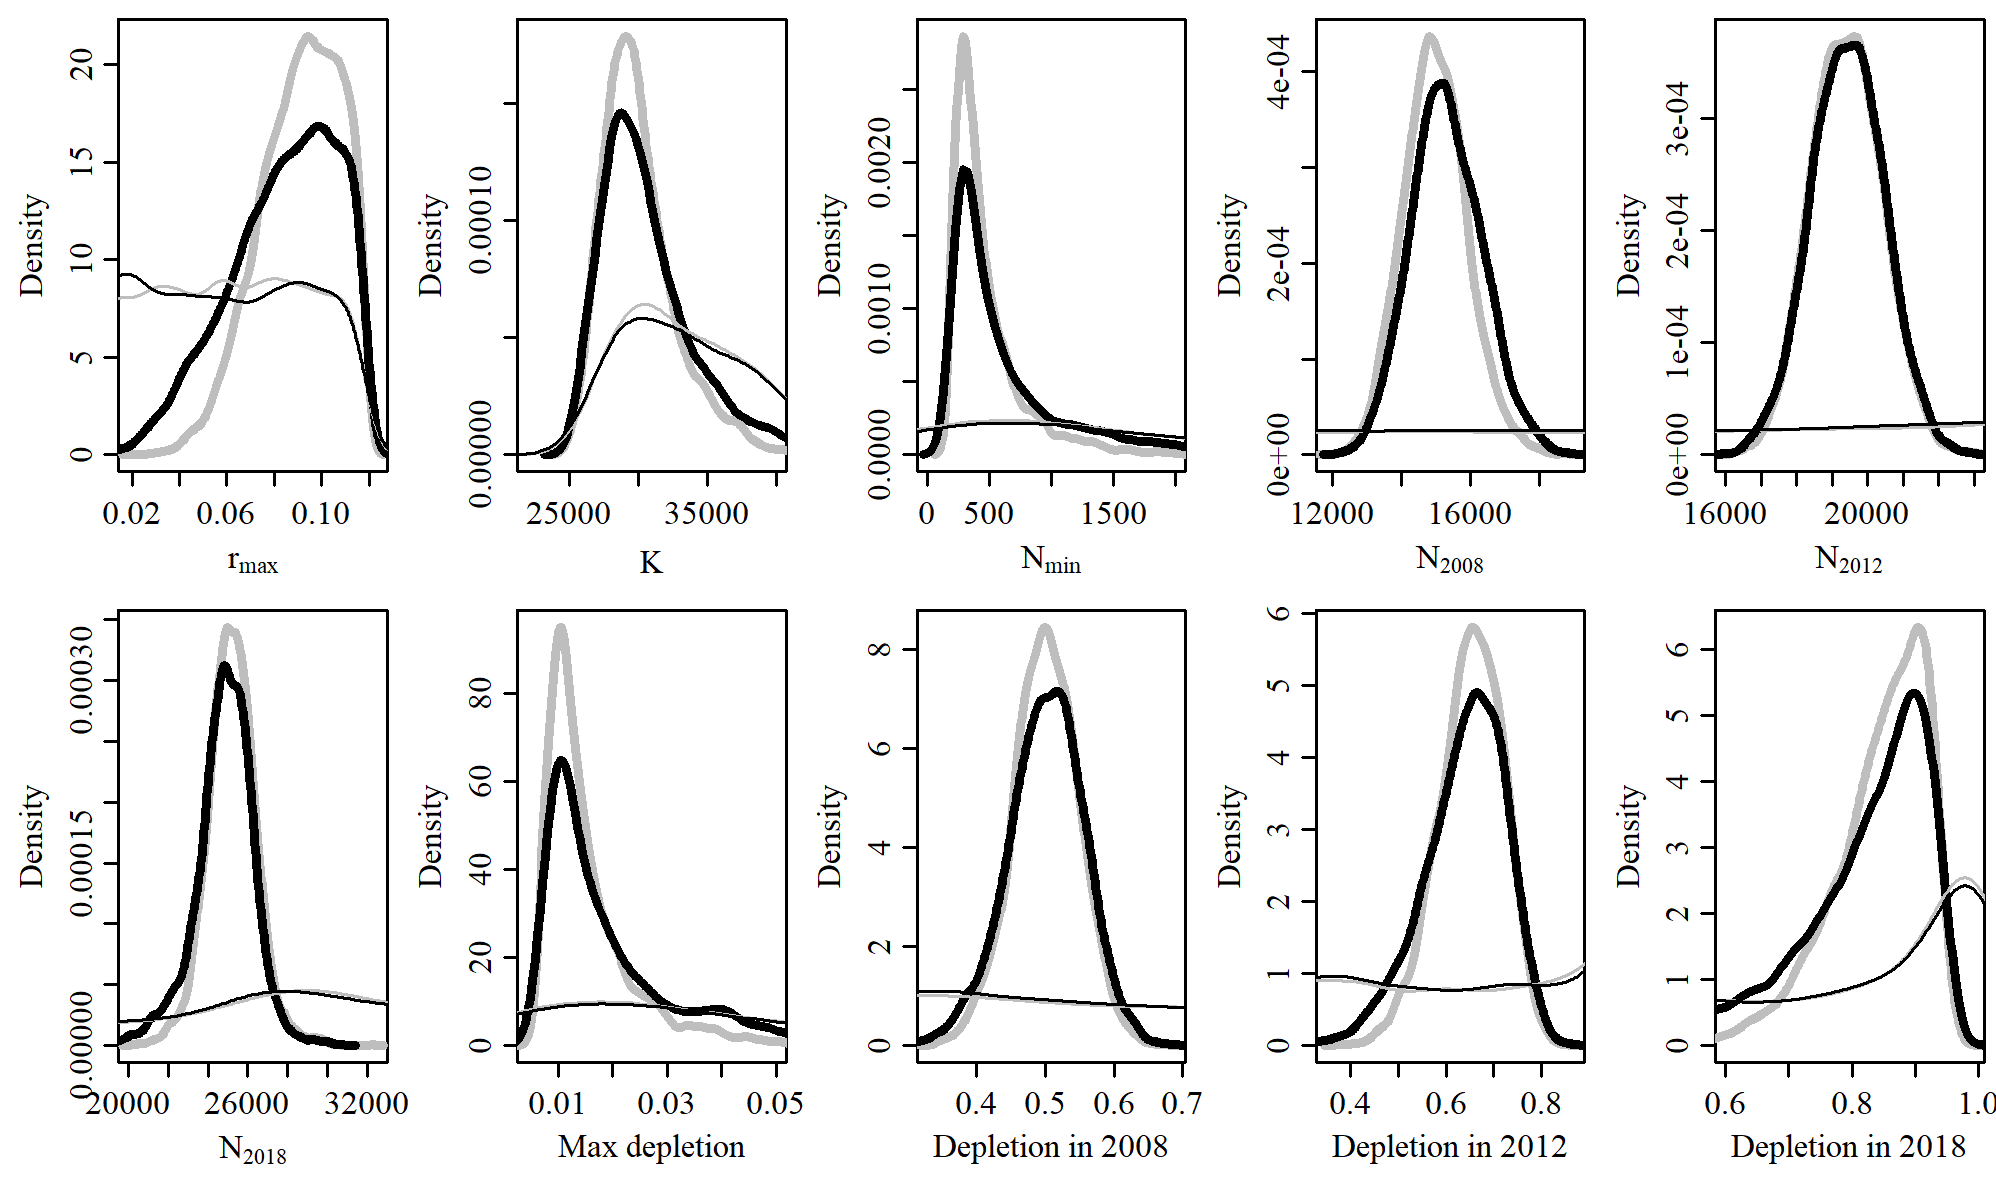 Density
0 5 10 15 20
0.02 0.06 0.10
rmax
Density
0.0000 0.0010
25000 35000
K
Density
0.0000 0.0010 0.0020
0 500 1500
Nmin
Density
0e+00 2e-04 4e-04
12000 16000
N2008
Density
0e+00 1e-04 2e-04 3e-04
16000 20000
N2012
Density
0.00000 0.00015 0.00030
20000 26000 32000
N2018
Density
0 20 40 60 80
0.01 0.03 0.05
Max depletion
Density
0 2 4 6 8
0.4 0.5 0.6 0.7
Depletion in 2008
Density
0 1 2 3 4 5 6
0.4 0.6 0.8
Depletion in 2012
Density
0 1 2 3 4 5 6
0.6 0.8 1.0
Depletion in 2018